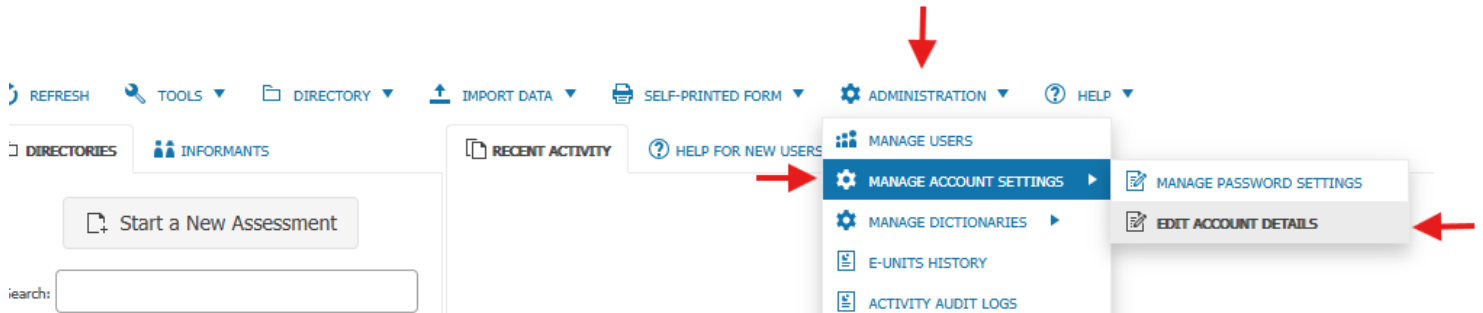 REFRESH TOOLS DIRECTORY IMPORT DATA SELF-PRINTED FORM ADMINISTRATION HELP
DIRECTORIES INFORMANTS RECENT ACTIVITY HELP FOR NEW USERS
MANAGE USERS
MANAGE ACCOUNT SETTINGS MANAGE PASSWORD SETTINGS
Start a New Assessment MANAGE DICTIONARIES EDIT ACCOUNT DETAILS
E-UNITS HISTORY
Search: ACTIVITY AUDIT LOGS